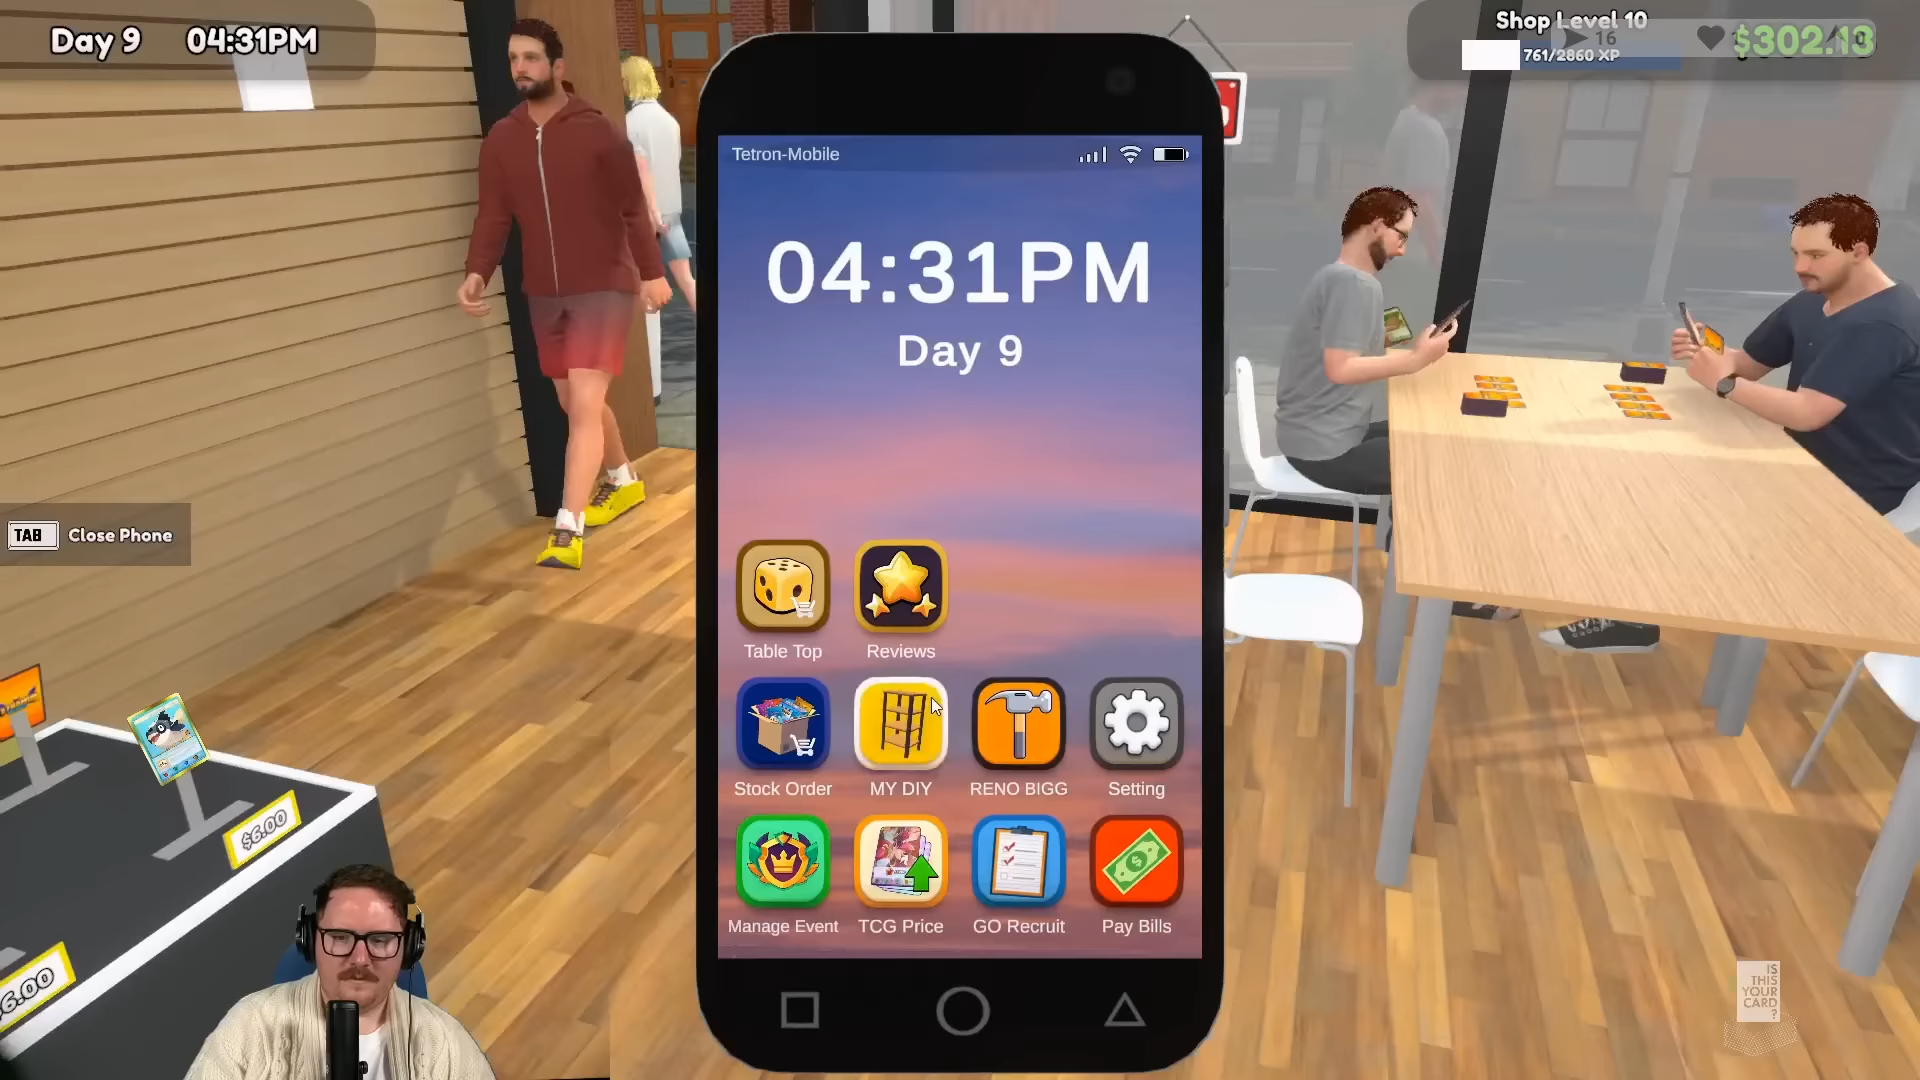 Day 9 04:31PM
Shop Level 10
16
$302.13
761/2860 XP
Tetron-Mobile
04:31PM
Day 9
TAB Close Phone
Table Top
Reviews
Stock Order
MY DIY
RENO BIGG
Setting
Manage Event
TCG Price
GO Recruit
Pay Bills
$6.00
6.00
IS
THIS
YOUR
CARD
?